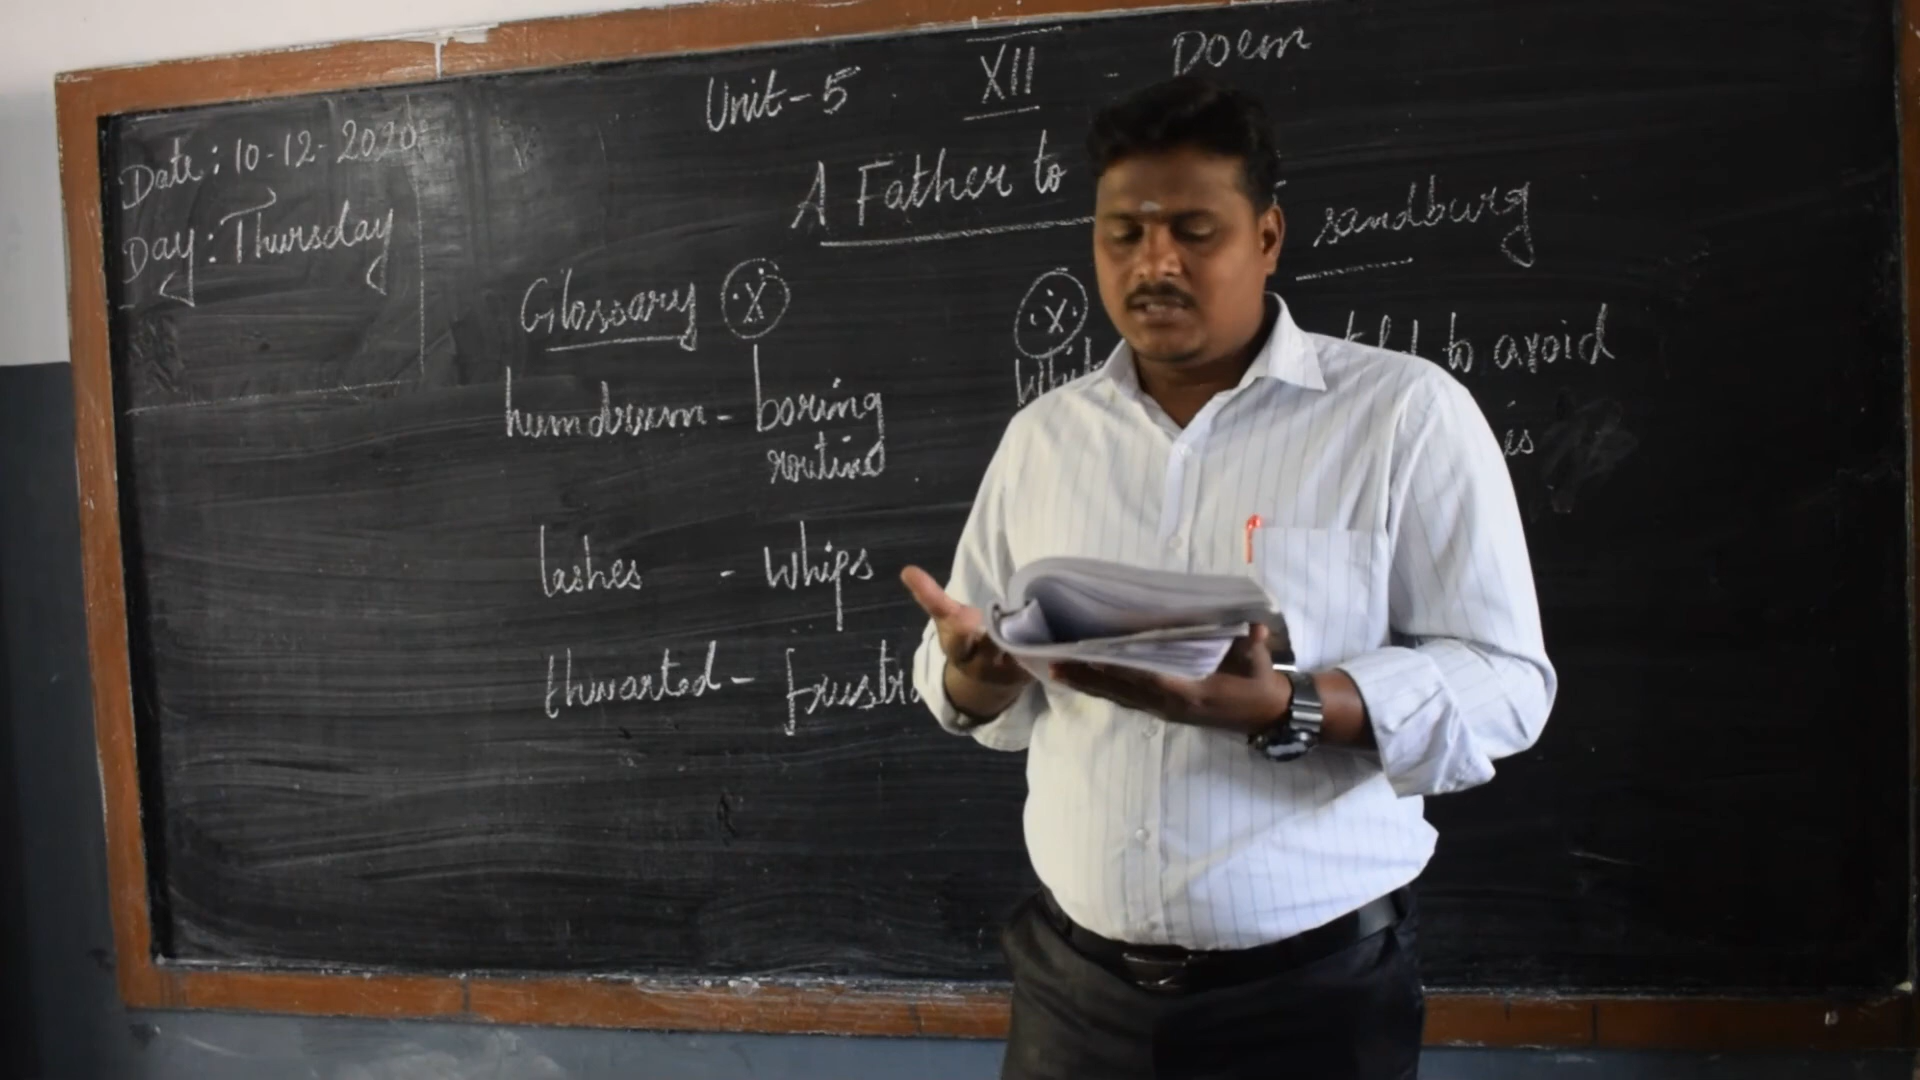 Date: 10-12-2020
Day: Thursday
Unit-5 XII - Poem
A Father to
sandburg
Glossary X
X
humdrum - boring
routine
to avoid
lashes - whips
thwarted -